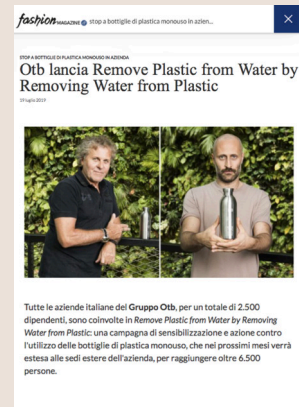 fashion MAGAZINE stop a bottiglie di plastica monouso in azien...
STOP A BOTTIGLIE DI PLASTICA MONOUSO IN AZIENDA
Otb lancia Remove Plastic from Water by
Removing Water from Plastic
19 luglio 2019
Tutte le aziende italiane del Gruppo Otb, per un totale di 2.500
dipendenti, sono coinvolte in Remove Plastic from Water by Removing
Water from Plastic: una campagna di sensibilizzazione e azione contro
l'utilizzo delle bottiglie di plastica monouso, che nei prossimi mesi verrà
estesa alle sedi estere dell'azienda, per raggiungere oltre 6.500
persone.